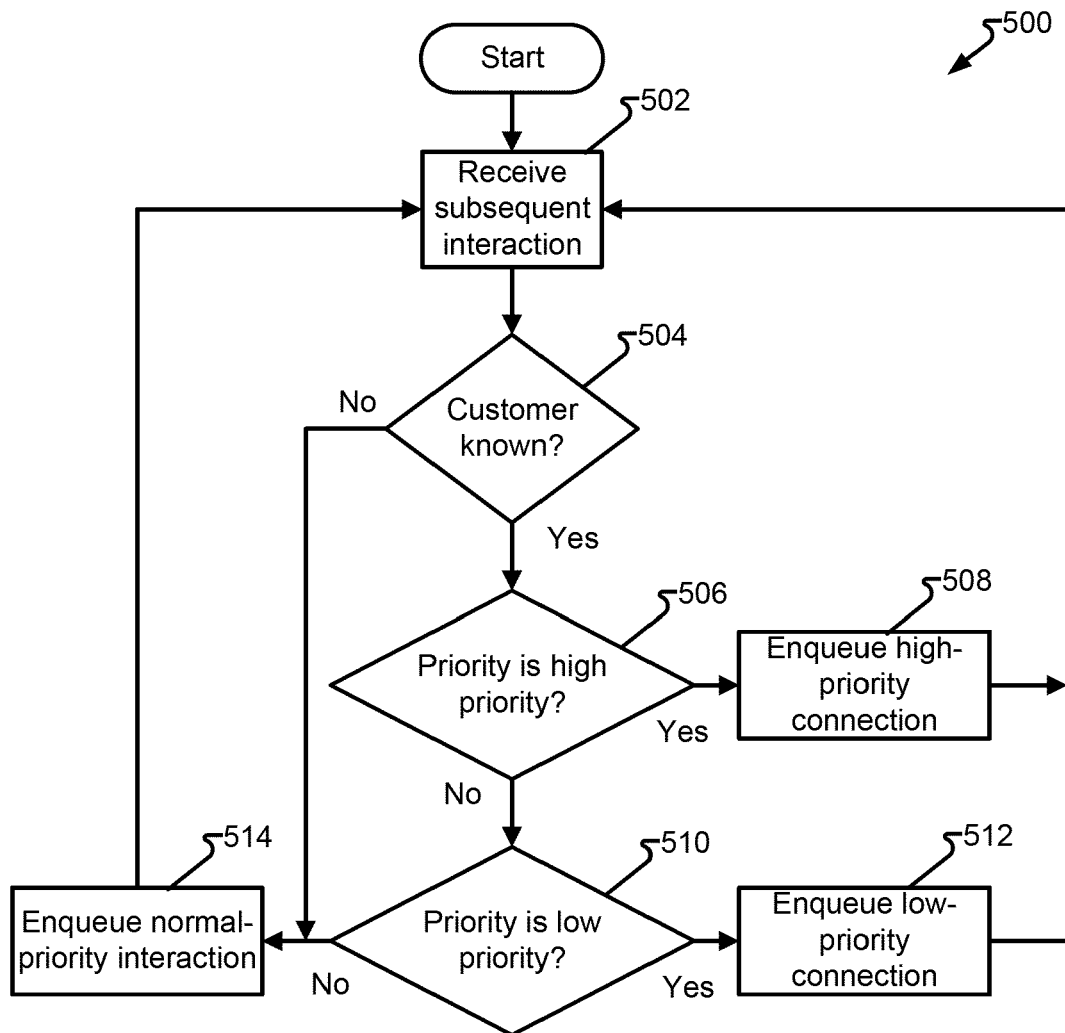 500
Start
502
Receive
subsequent
interaction
504
No
Customer
known?
Yes
506
508
Priority is high
priority?
Enqueue high-
priority
connection
Yes
No
514
510
512
Enqueue normal-
priority interaction
Priority is low
priority?
Enqueue low-
priority
connection
No
Yes